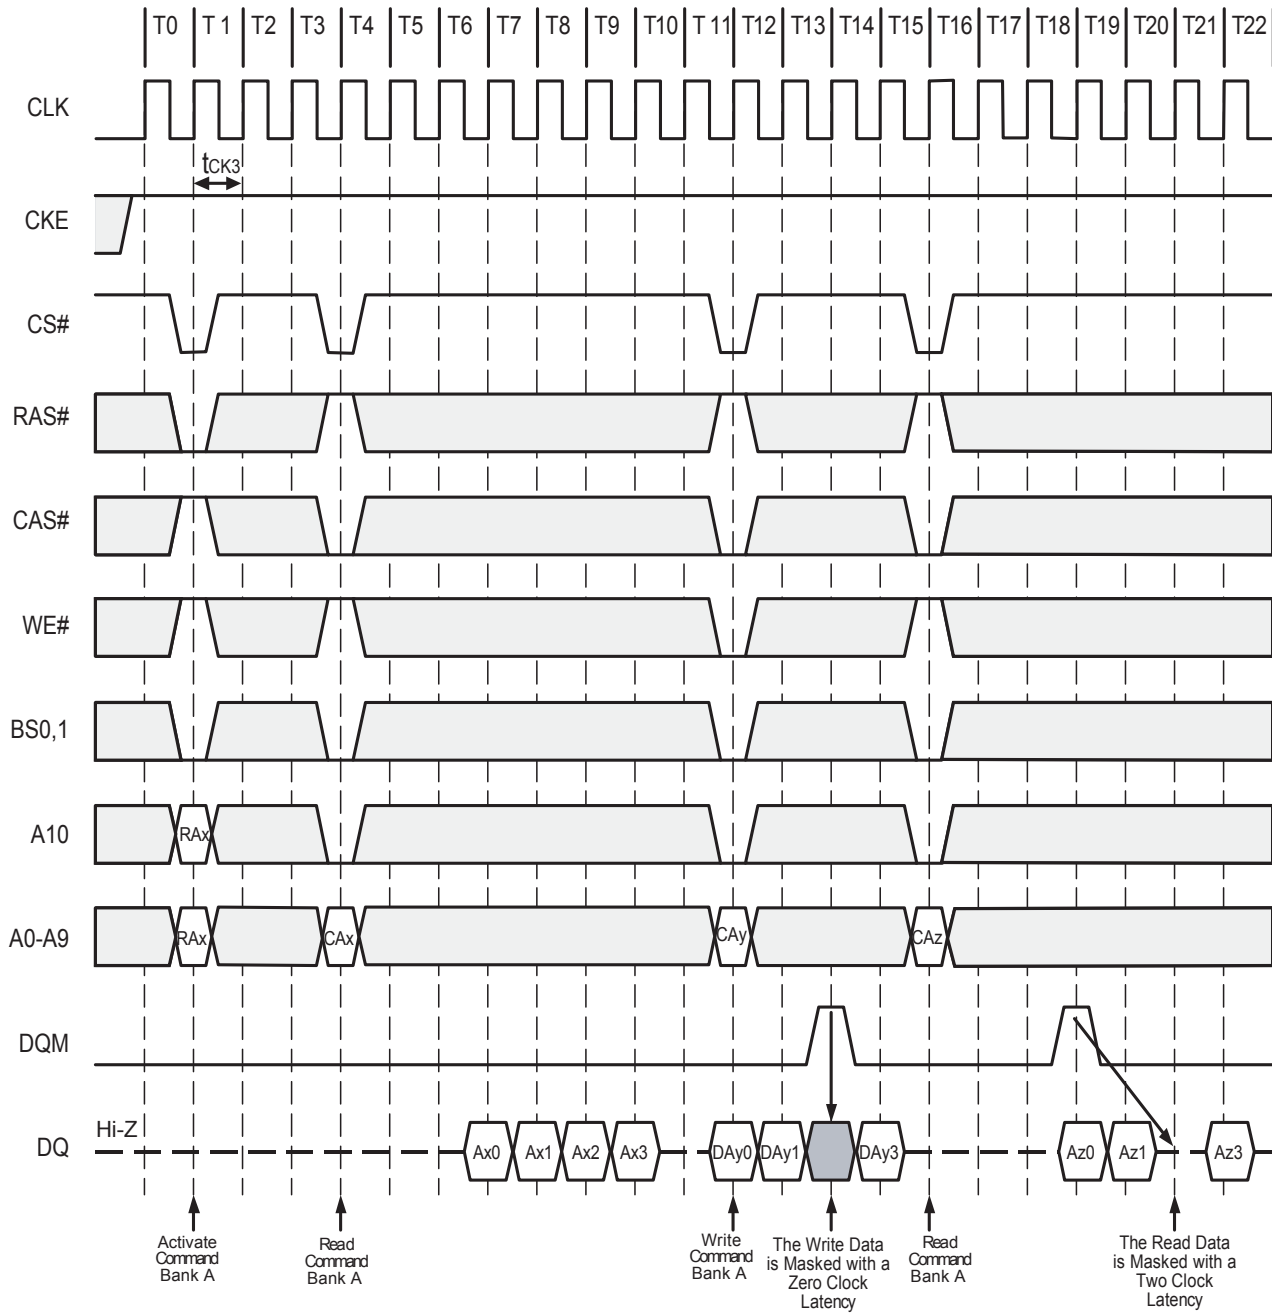 T0 T 1 T2 T3 T4 T5 T6 T7 T8 T9 T10 T 11 T12 T13 T14 T15 T16 T17 T18 T19 T20 T21 T22
CLK
tCK3
CKE
CS#
RAS#
CAS#
WE#
BS0,1
A10
RAx
A0-A9
RAx CAx CAy CAz
DQM
Hi-Z
DQ
Ax0 Ax1 Ax2 Ax3 DAy0 DAy1 DAy3 Az0 Az1 Az3
Activate
Command
Bank A
Read
Command
Bank A
Write
Command
Bank A
The Write Data
is Masked with a
Zero Clock
Latency
Read
Command
Bank A
The Read Data
is Masked with a
Two Clock
Latency